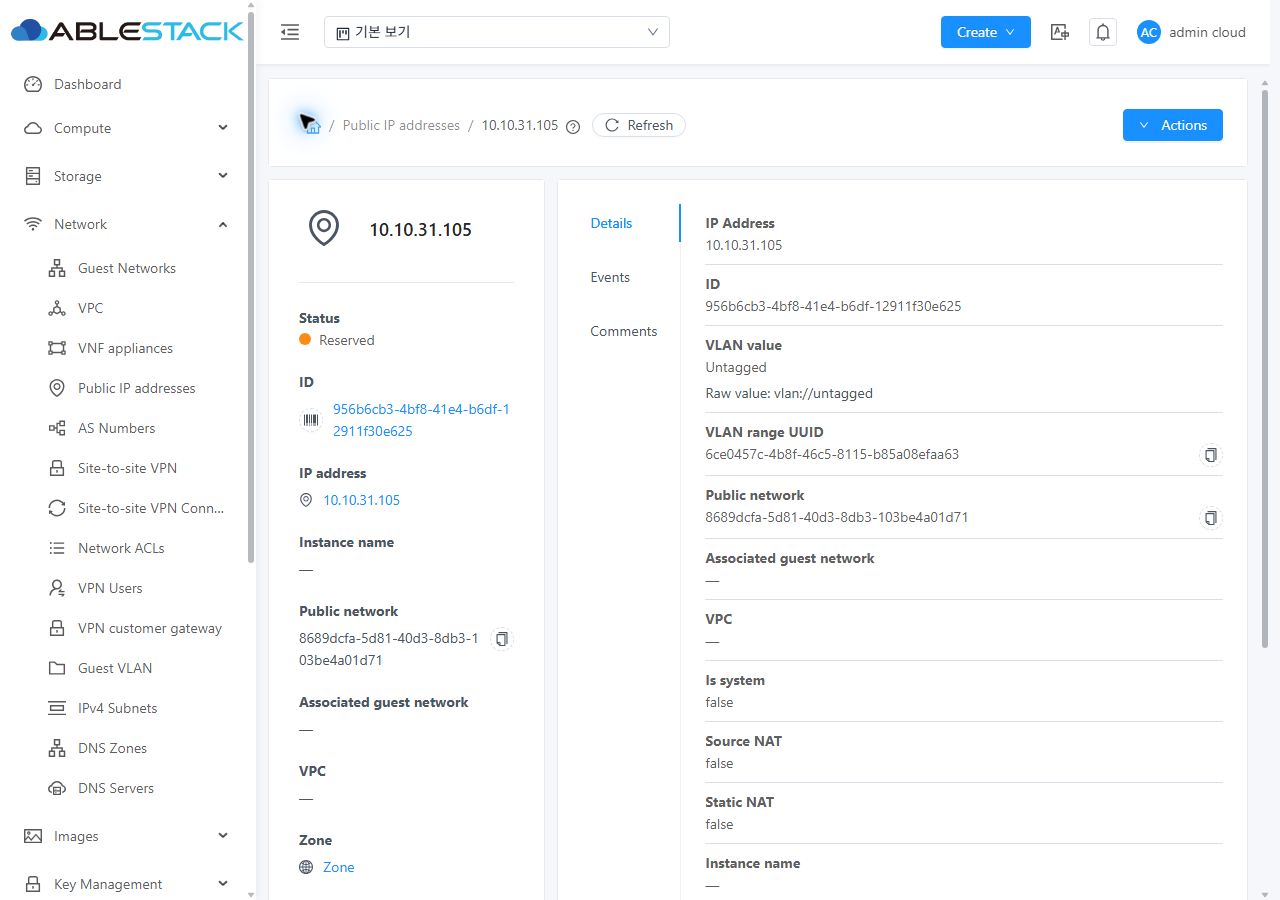 ABLESTACK
기본 보기
Create
AC
admin cloud
Dashboard
Compute
Storage
Network
Guest Networks
VPC
VNF appliances
Public IP addresses
AS Numbers
Site-to-site VPN
Site-to-site VPN Conn...
Network ACLs
VPN Users
VPN customer gateway
Guest VLAN
IPv4 Subnets
DNS Zones
DNS Servers
Images
Key Management
/ Public IP addresses / 10.10.31.105
Refresh
Actions
10.10.31.105
Status
Reserved
ID
956b6cb3-4bf8-41e4-b6df-1
2911f30e625
IP address
10.10.31.105
Instance name
—
Public network
8689dcfa-5d81-40d3-8db3-1
03be4a01d71
Associated guest network
—
VPC
—
Zone
Zone
Details
Events
Comments
IP Address
10.10.31.105
ID
956b6cb3-4bf8-41e4-b6df-12911f30e625
VLAN value
Untagged
Raw value: vlan://untagged
VLAN range UUID
6ce0457c-4b8f-46c5-8115-b85a08efaa63
Public network
8689dcfa-5d81-40d3-8db3-103be4a01d71
Associated guest network
—
VPC
—
Is system
false
Source NAT
false
Static NAT
false
Instance name
—